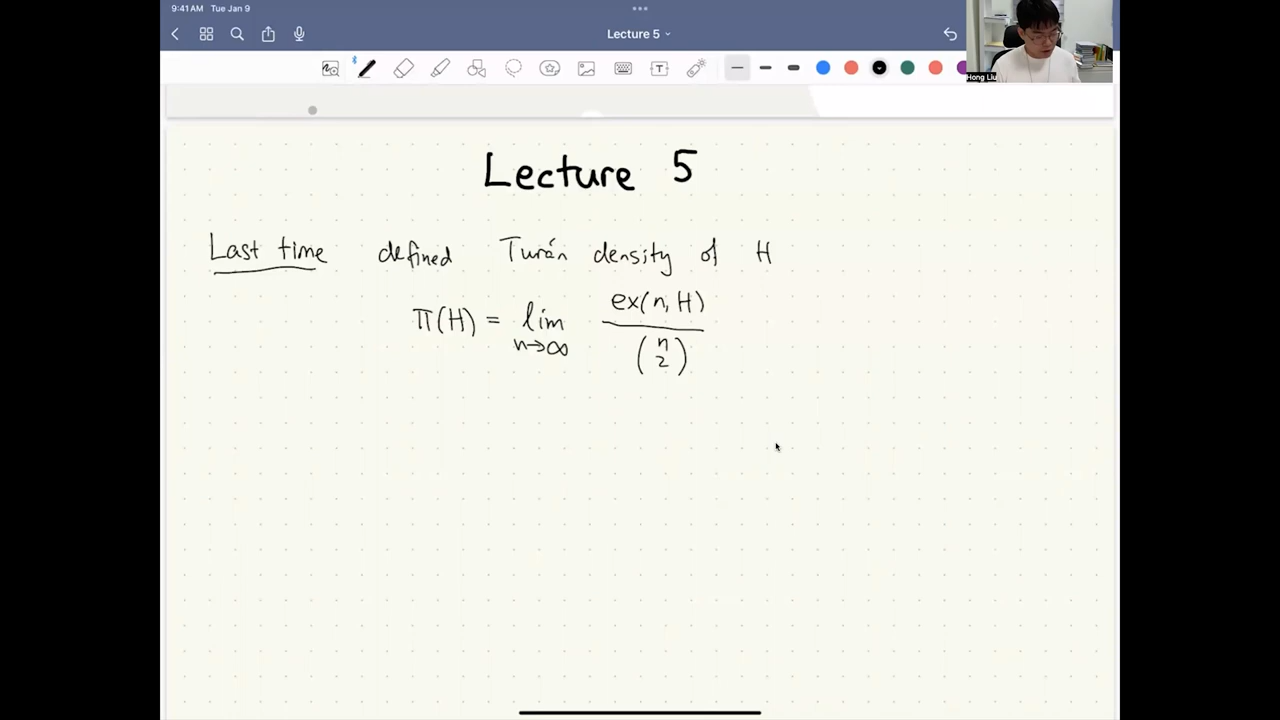 9:41 AM Tue Jan 9
Lecture 5
Hong Liu
Lecture 5
Last time defined Turán density of H
π(H) = lim_{n→∞} ex(n, H) / \binom{n}{2}